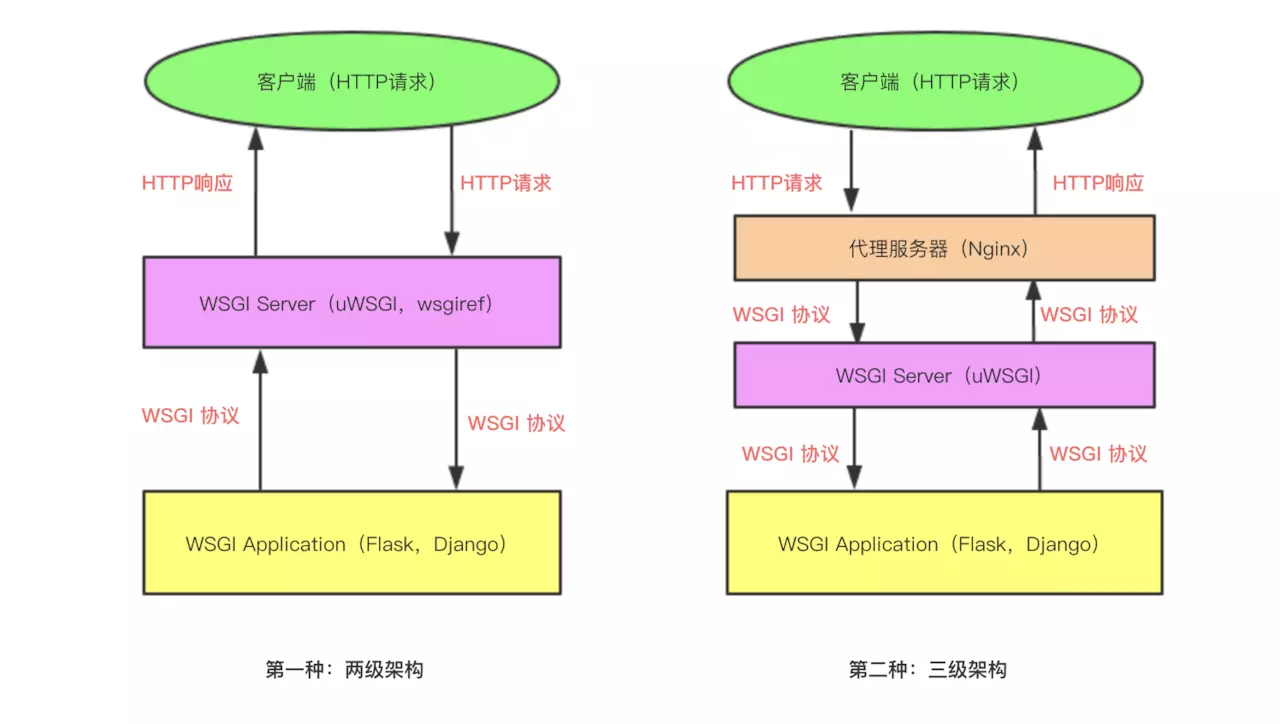 客户端（HTTP请求）
HTTP响应
HTTP请求
WSGI Server（uWSGI，wsgiref）
WSGI 协议
WSGI 协议
WSGI Application（Flask，Django）
第一种：两级架构
客户端（HTTP请求）
HTTP请求
HTTP响应
代理服务器（Nginx）
WSGI 协议
WSGI 协议
WSGI Server（uWSGI）
WSGI 协议
WSGI 协议
WSGI Application（Flask，Django）
第二种：三级架构